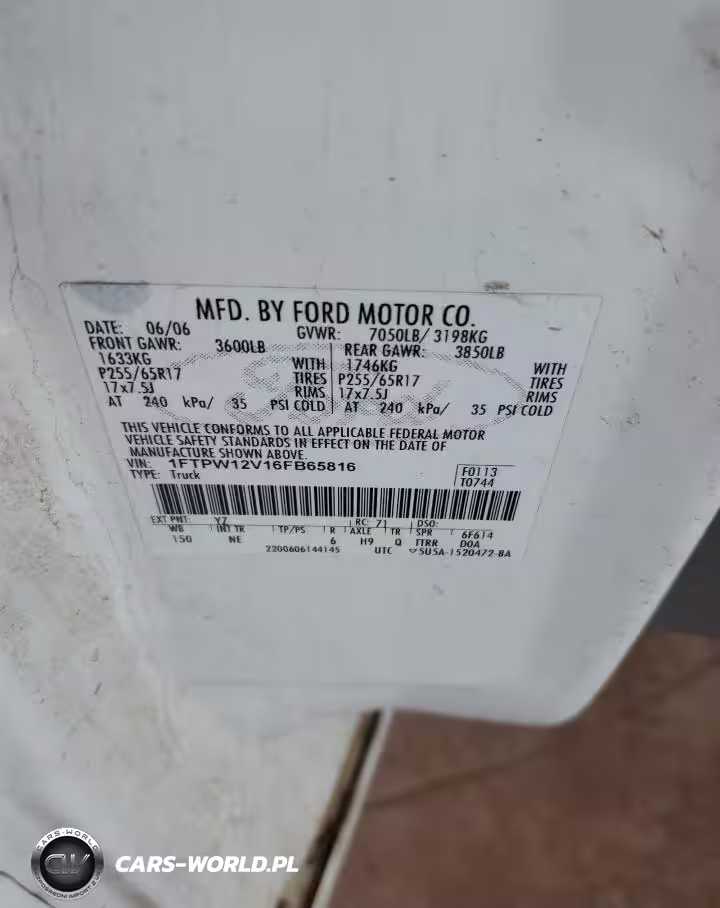 MFD. BY FORD MOTOR CO.
DATE: 06/06 GVWR: 7050LB/ 3198KG
FRONT GAWR: 3600LB REAR GAWR: 3850LB
1633KG WITH 1746KG WITH
P255/65R17 TIRES P255/65R17 TIRES
17x7.5J RIMS 17x7.5J RIMS
AT 240 kPa/ 35 PSI COLD AT 240 kPa/ 35 PSI COLD
THIS VEHICLE CONFORMS TO ALL APPLICABLE FEDERAL MOTOR
VEHICLE SAFETY STANDARDS IN EFFECT ON THE DATE OF
MANUFACTURE SHOWN ABOVE.
VIN: 1FTPW12V16FB65816 F0113
TYPE: Truck T0744
EXT PNT: YZ RC: 71 DSO:
WB INT TR TP/PS R AXLE TR SPR 6F614
150 NE 6 H9 Q TTRR D0A
2200606144145 UTC 5U5A-1520472-BA
CARS-WORLD
CW
CARS-WORLD.PL